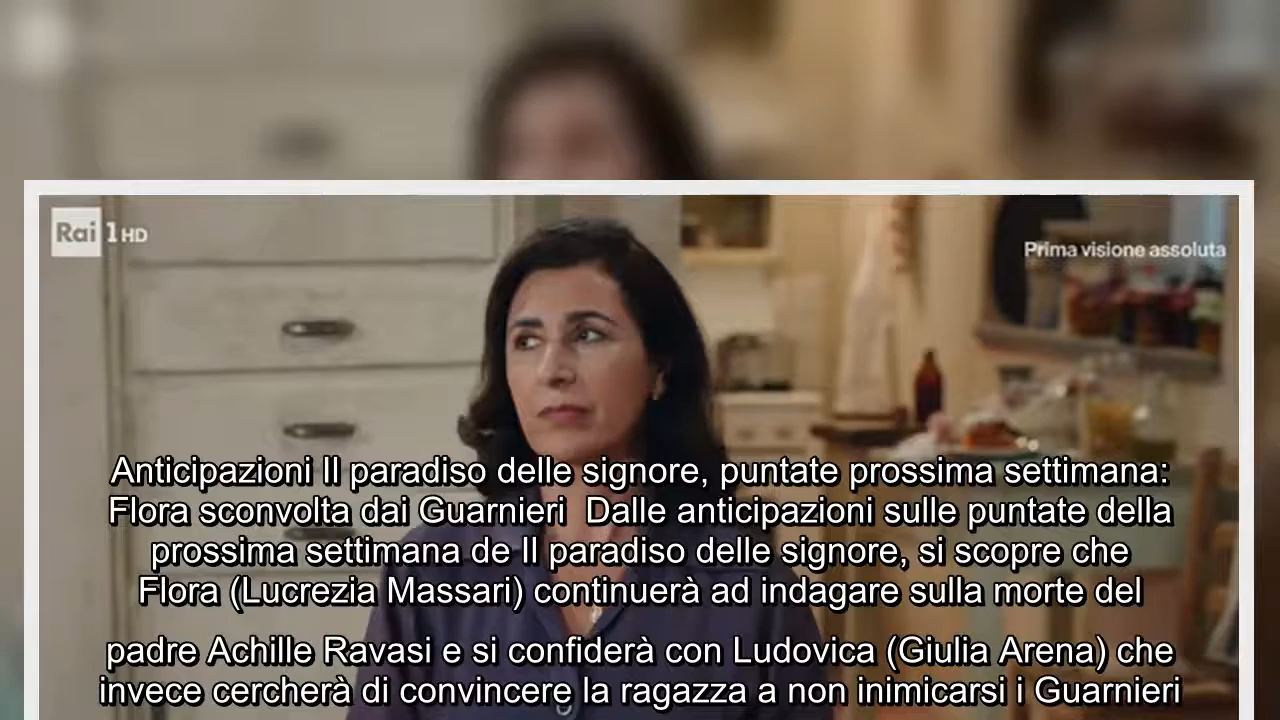 Rai 1 HD
Prima visione assoluta
Anticipazioni Il paradiso delle signore, puntate prossima settimana:
Flora sconvolta dai Guarnieri  Dalle anticipazioni sulle puntate della
prossima settimana de Il paradiso delle signore, si scopre che
Flora (Lucrezia Massari) continuerà ad indagare sulla morte del
padre Achille Ravasi e si confiderà con Ludovica (Giulia Arena) che
invece cercherà di convincere la ragazza a non inimicarsi i Guarnieri